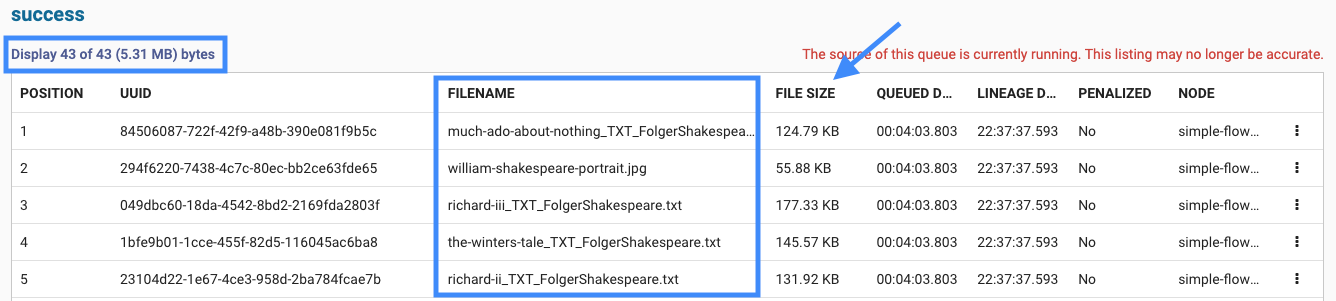 success
Display 43 of 43 (5.31 MB) bytes
The source of this queue is currently running. This listing may no longer be accurate.
POSITION UUID FILENAME FILE SIZE QUEUED D... LINEAGE D... PENALIZED NODE
1 84506087-722f-42f9-a48b-390e081f9b5c much-ado-about-nothing_TXT_FolgerShakespea... 124.79 KB 00:04:03.803 22:37:37.593 No simple-flow...
2 294f6220-7438-4c7c-80ec-bb2ce63fde65 william-shakespeare-portrait.jpg 55.88 KB 00:04:03.803 22:37:37.593 No simple-flow...
3 049dbc60-18da-4542-8bd2-2169fda2803f richard-iii_TXT_FolgerShakespeare.txt 177.33 KB 00:04:03.803 22:37:37.593 No simple-flow...
4 1bfe9b01-1cce-455f-82d5-116045ac6ba8 the-winters-tale_TXT_FolgerShakespeare.txt 145.57 KB 00:04:03.803 22:37:37.593 No simple-flow...
5 23104d22-1e67-4ce3-958d-2ba784fcae7b richard-ii_TXT_FolgerShakespeare.txt 131.92 KB 00:04:03.803 22:37:37.593 No simple-flow...